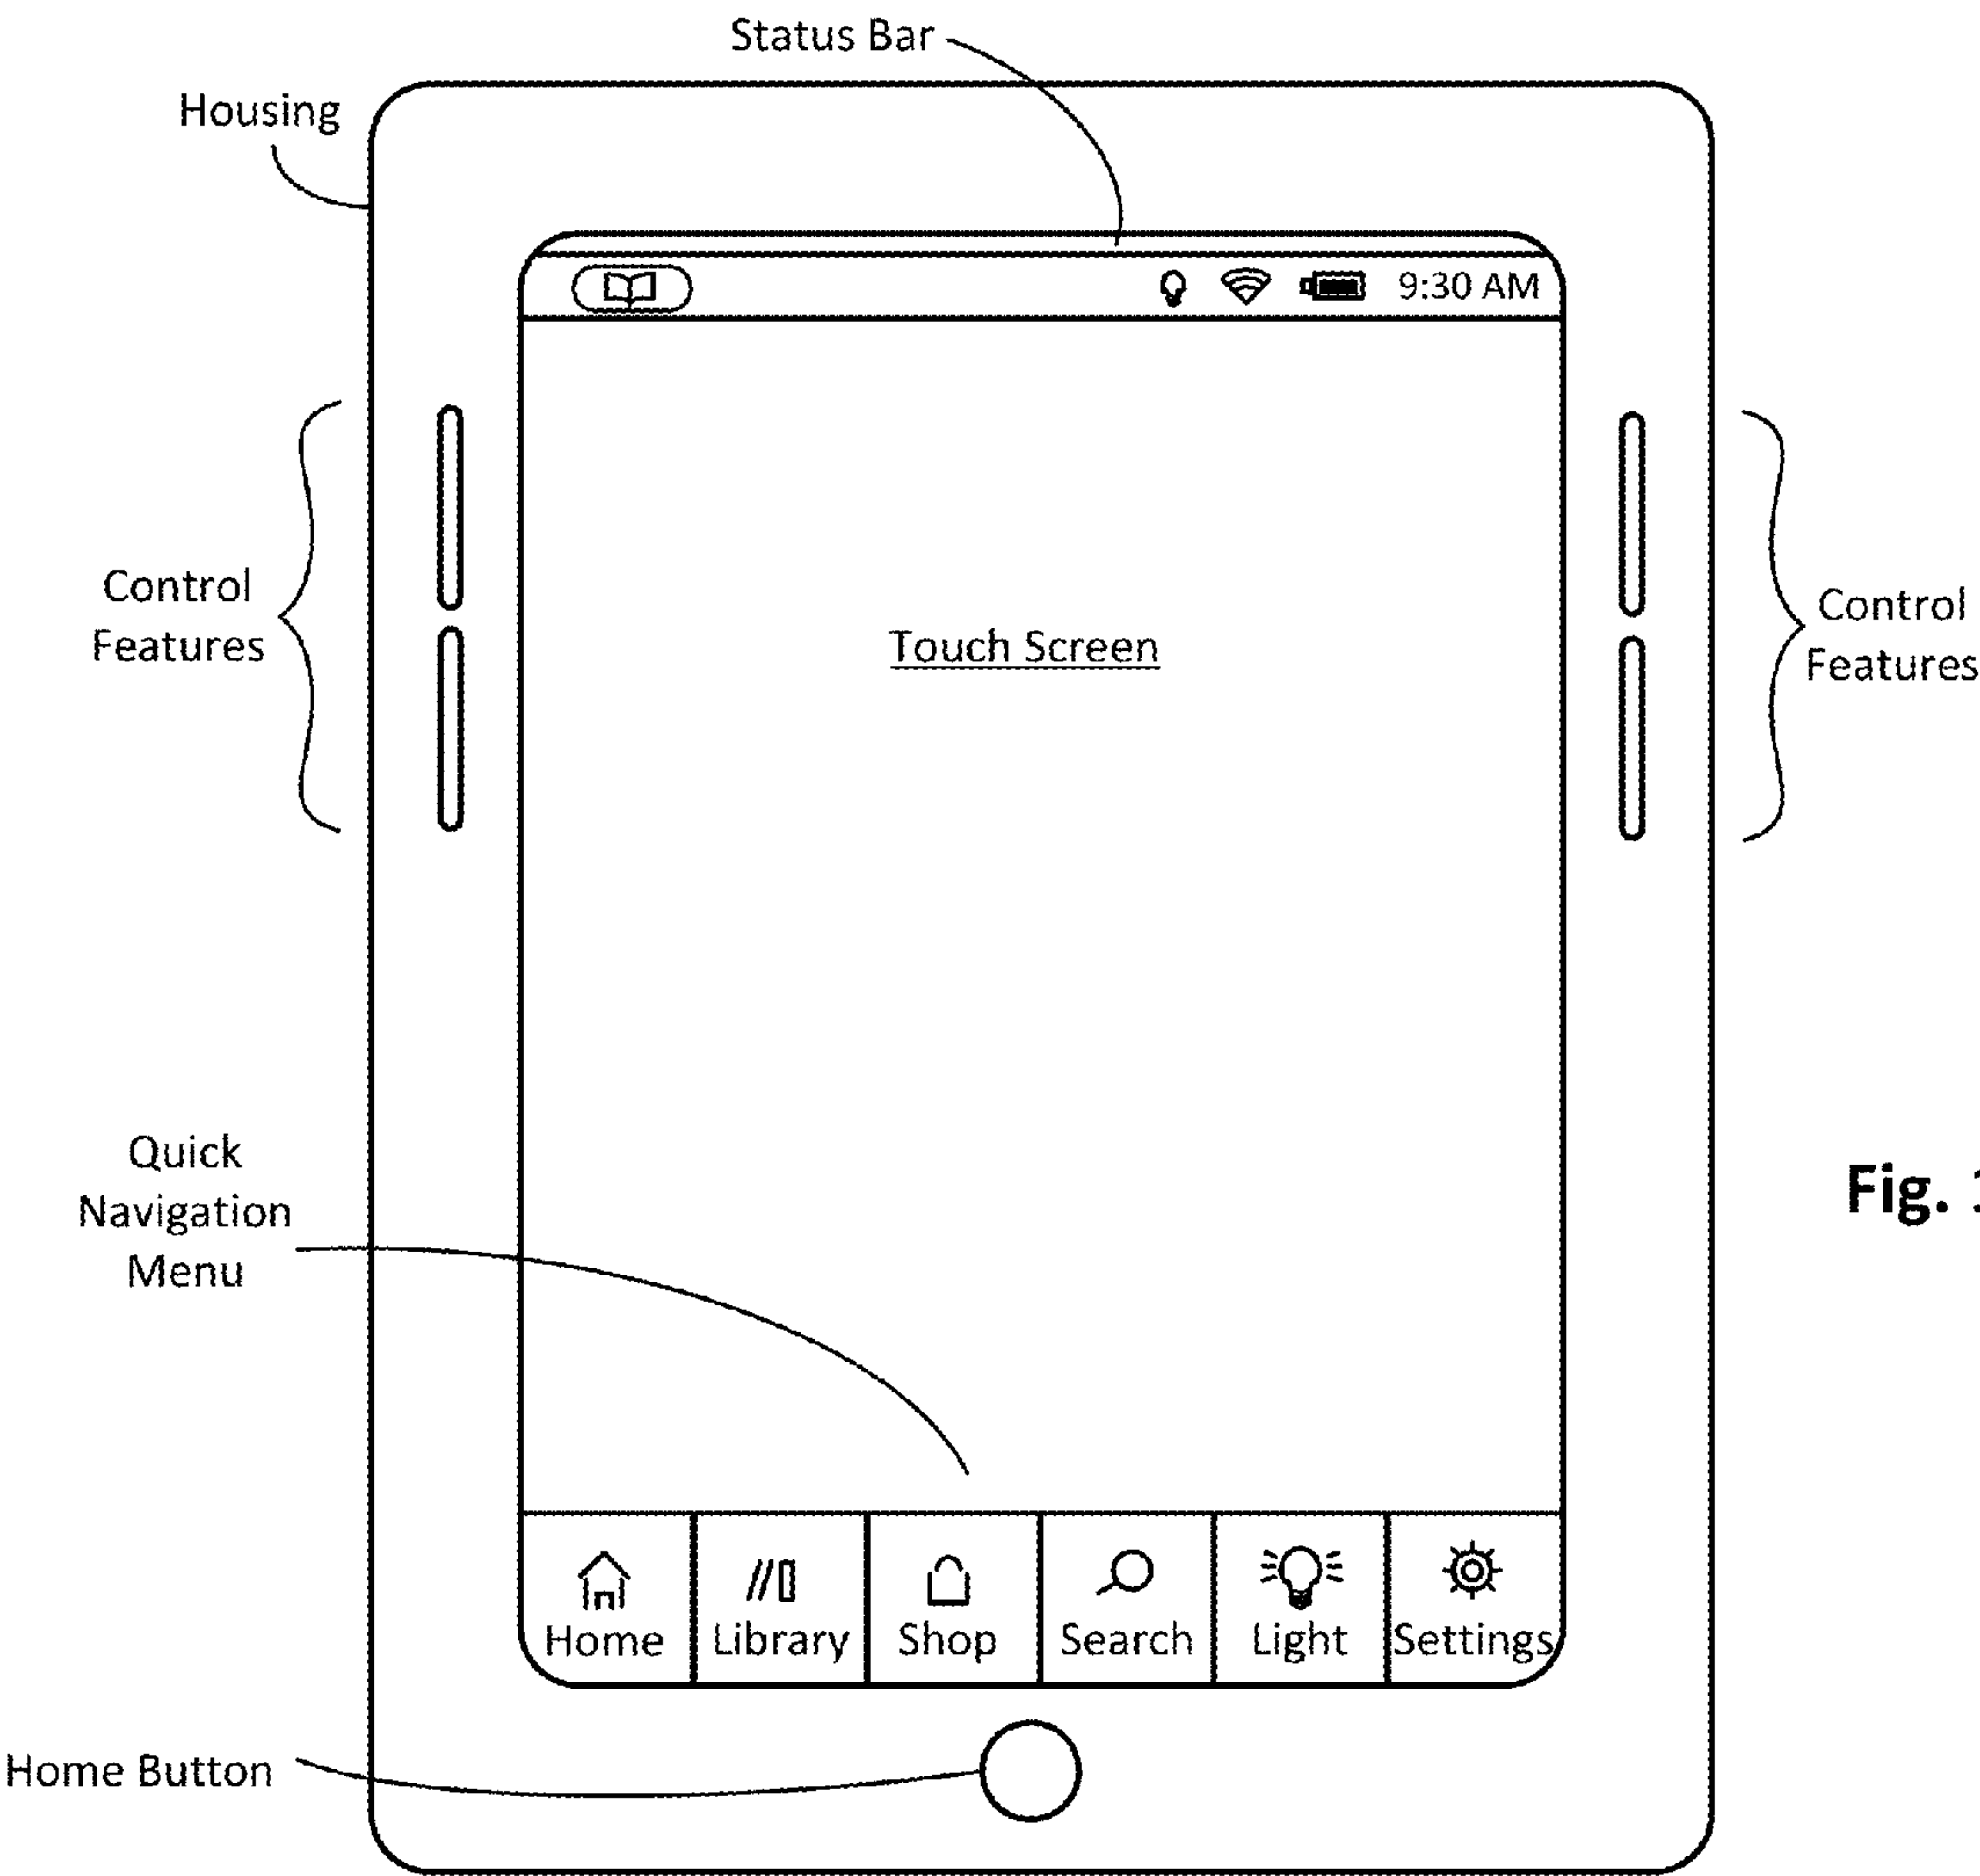 Status Bar
Housing
9:30 AM
Control
Features
Touch Screen
Control
Features
Quick
Navigation
Menu
Fig.
Home
Library
Shop
Search
Light
Settings
Home Button